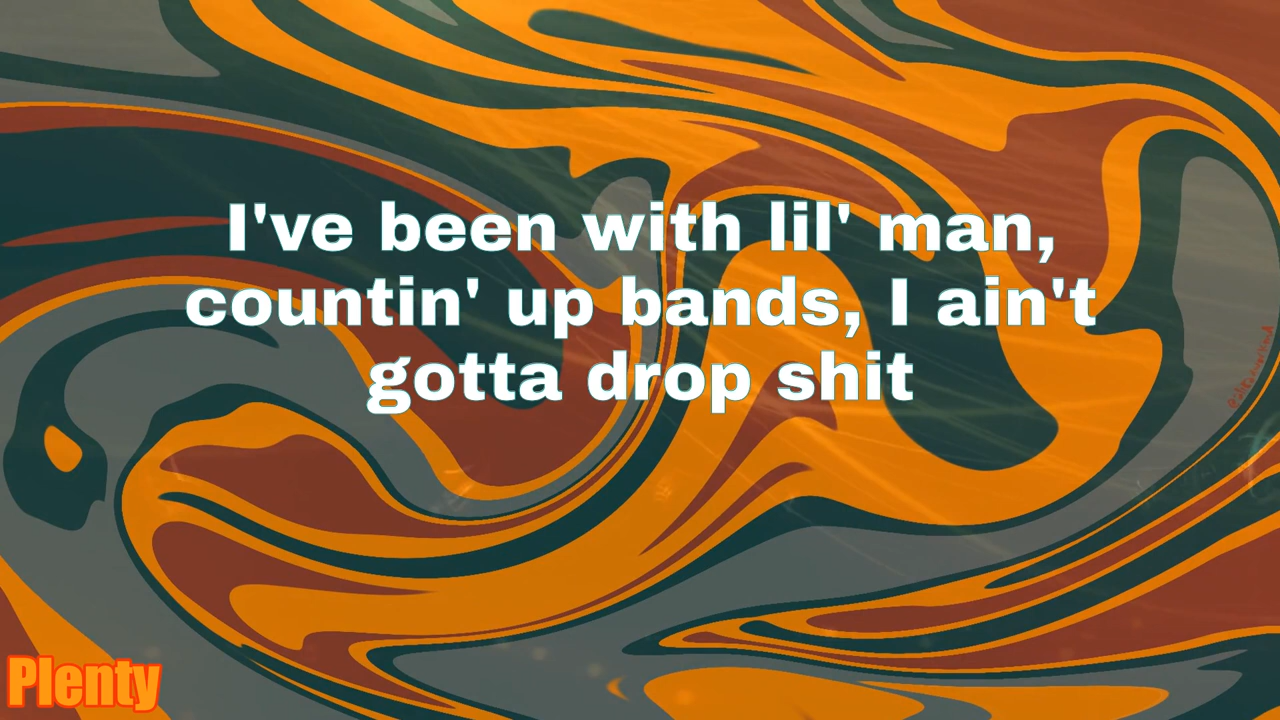 I've been with lil' man,
countin' up bands, I ain't
gotta drop shit
Plenty